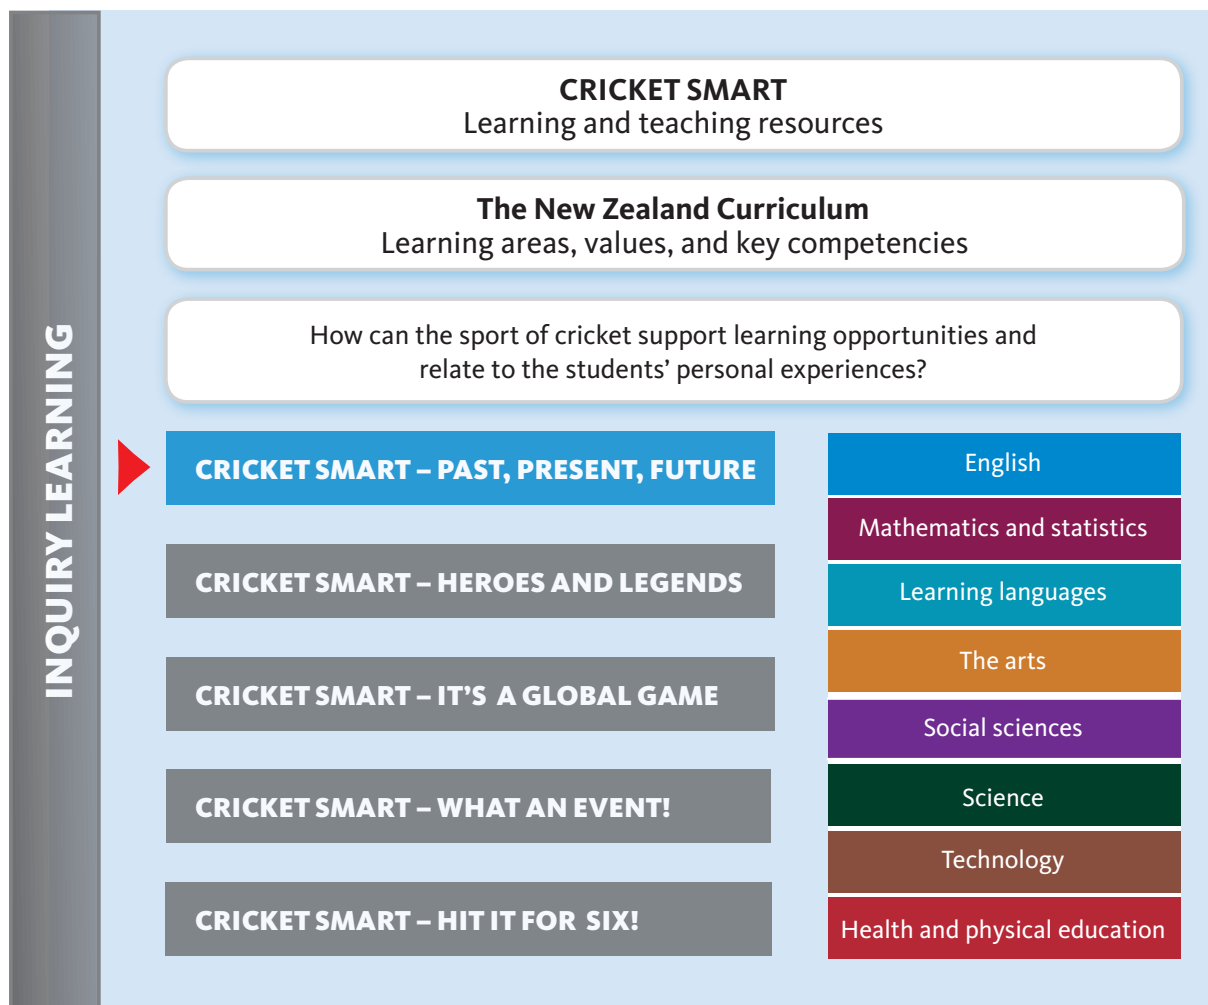 INQUIRY LEARNING
CRICKET SMART
Learning and teaching resources
The New Zealand Curriculum
Learning areas, values, and key competencies
How can the sport of cricket support learning opportunities and
relate to the students’ personal experiences?
CRICKET SMART – PAST, PRESENT, FUTURE
CRICKET SMART – HEROES AND LEGENDS
CRICKET SMART – IT’S A GLOBAL GAME
CRICKET SMART – WHAT AN EVENT!
CRICKET SMART – HIT IT FOR SIX!
English
Mathematics and statistics
Learning languages
The arts
Social sciences
Science
Technology
Health and physical education